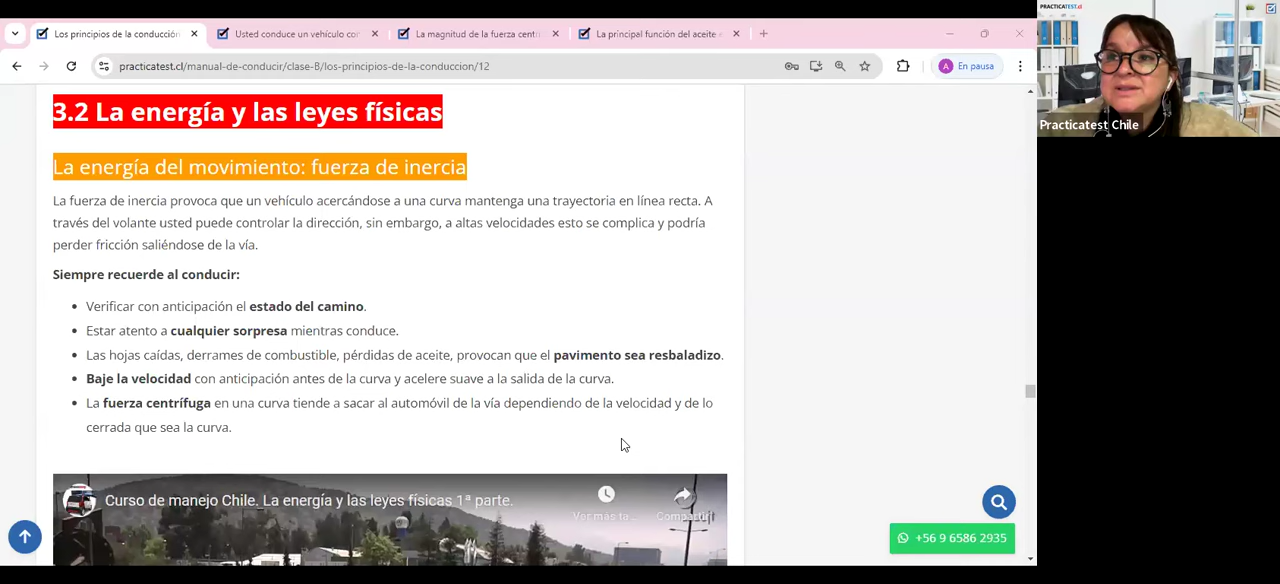 Los principios de la conducción
Usted conduce un vehículo con
La magnitud de la fuerza centrí
La principal función del aceite
practicatest.cl/manual-de-conducir/clase-B/los-principios-de-la-conduccion/12
A
En pausa
PRACTICATEST.cl
Practicatest Chile
3.2 La energía y las leyes físicas
La energía del movimiento: fuerza de inercia
La fuerza de inercia provoca que un vehículo acercándose a una curva mantenga una trayectoria en línea recta. A
través del volante usted puede controlar la dirección, sin embargo, a altas velocidades esto se complica y podría
perder fricción saliéndose de la vía.
Siempre recuerde al conducir:
• Verificar con anticipación el estado del camino.
• Estar atento a cualquier sorpresa mientras conduce.
• Las hojas caídas, derrames de combustible, pérdidas de aceite, provocan que el pavimento sea resbaladizo.
• Baje la velocidad con anticipación antes de la curva y acelere suave a la salida de la curva.
• La fuerza centrífuga en una curva tiende a sacar al automóvil de la vía dependiendo de la velocidad y de lo
cerrada que sea la curva.
Curso de manejo Chile. La energía y las leyes físicas 1ª parte.
Ver más ta...
Compartir
+56 9 6586 2935